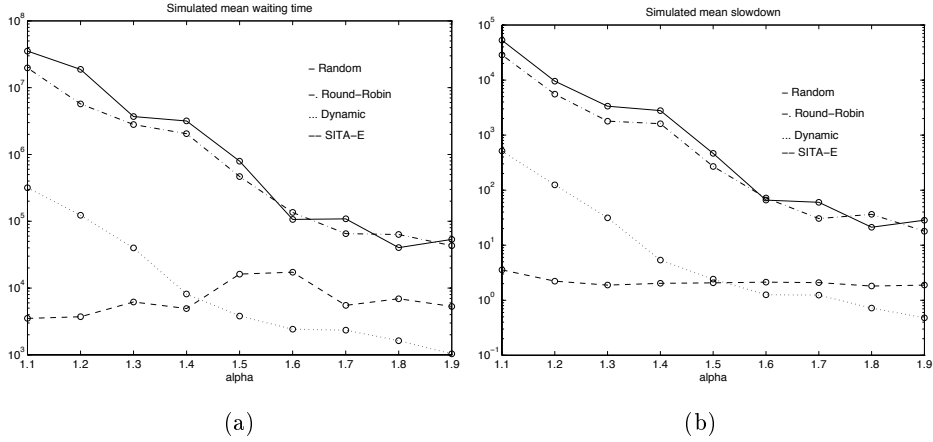 Simulated mean waiting time
10^8
10^7
10^6
10^5
10^4
10^3
– Random
–. Round–Robin
... Dynamic
–– SITA–E
1.1 1.2 1.3 1.4 1.5 1.6 1.7 1.8 1.9
alpha
(a)
Simulated mean slowdown
10^5
10^4
10^3
10^2
10^1
10^0
10^−1
– Random
–. Round–Robin
... Dynamic
–– SITA–E
1.1 1.2 1.3 1.4 1.5 1.6 1.7 1.8 1.9
alpha
(b)